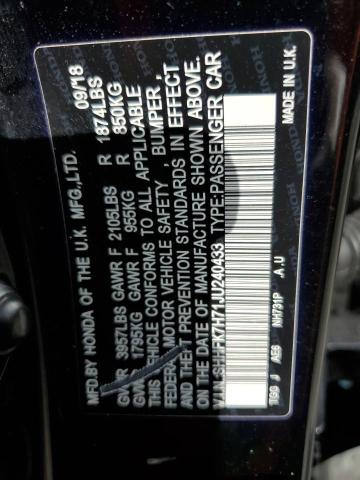 MFD.BY HONDA OF THE U.K. MFG.,LTD. 09/18
GVWR 3957LBS GAWR F 2105LBS R 1874LBS
GVWR 1795KG GAWR F 955KG R 850KG
THIS VEHICLE CONFORMS TO ALL APPLICABLE
FEDERAL MOTOR VEHICLE SAFETY, BUMPER,
AND THEFT PREVENTION STANDARDS IN EFFECT
ON THE DATE OF MANUFACTURE SHOWN ABOVE.
V.I.N:SHHFK7H71JU240433 TYPE:PASSENGER CAR
TGG J AE6 NH731P .A.U MADE IN U.K.